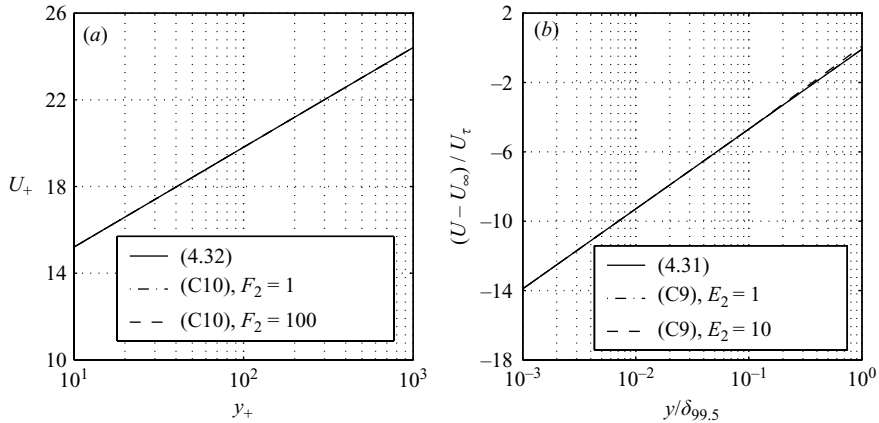 (a)
26
22
18
14
10
U+
(4.32)
(C10), F2 = 1
(C10), F2 = 100
10^1
10^2
10^3
y+
(b)
−2
−6
−10
−14
−18
(U – U∞) / Uτ
(4.31)
(C9), E2 = 1
(C9), E2 = 10
10^−3
10^−2
10^−1
10^0
y/δ99.5